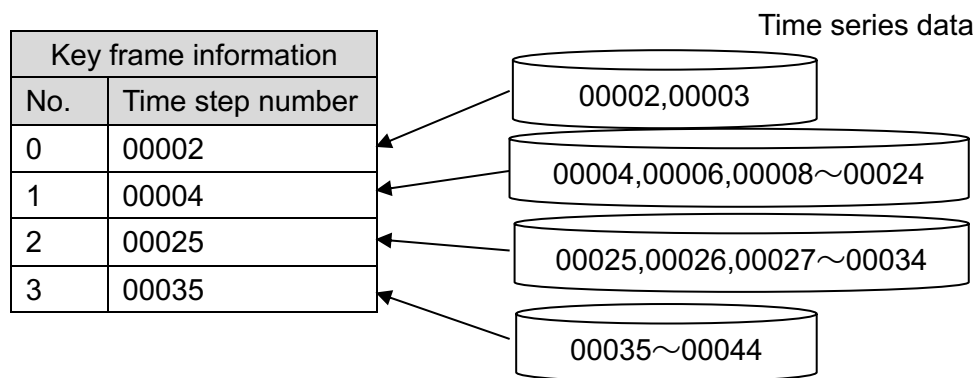 Time series data
Key frame information
No. Time step number
0 00002
1 00004
2 00025
3 00035
00002,00003
00004,00006,00008～00024
00025,00026,00027～00034
00035～00044